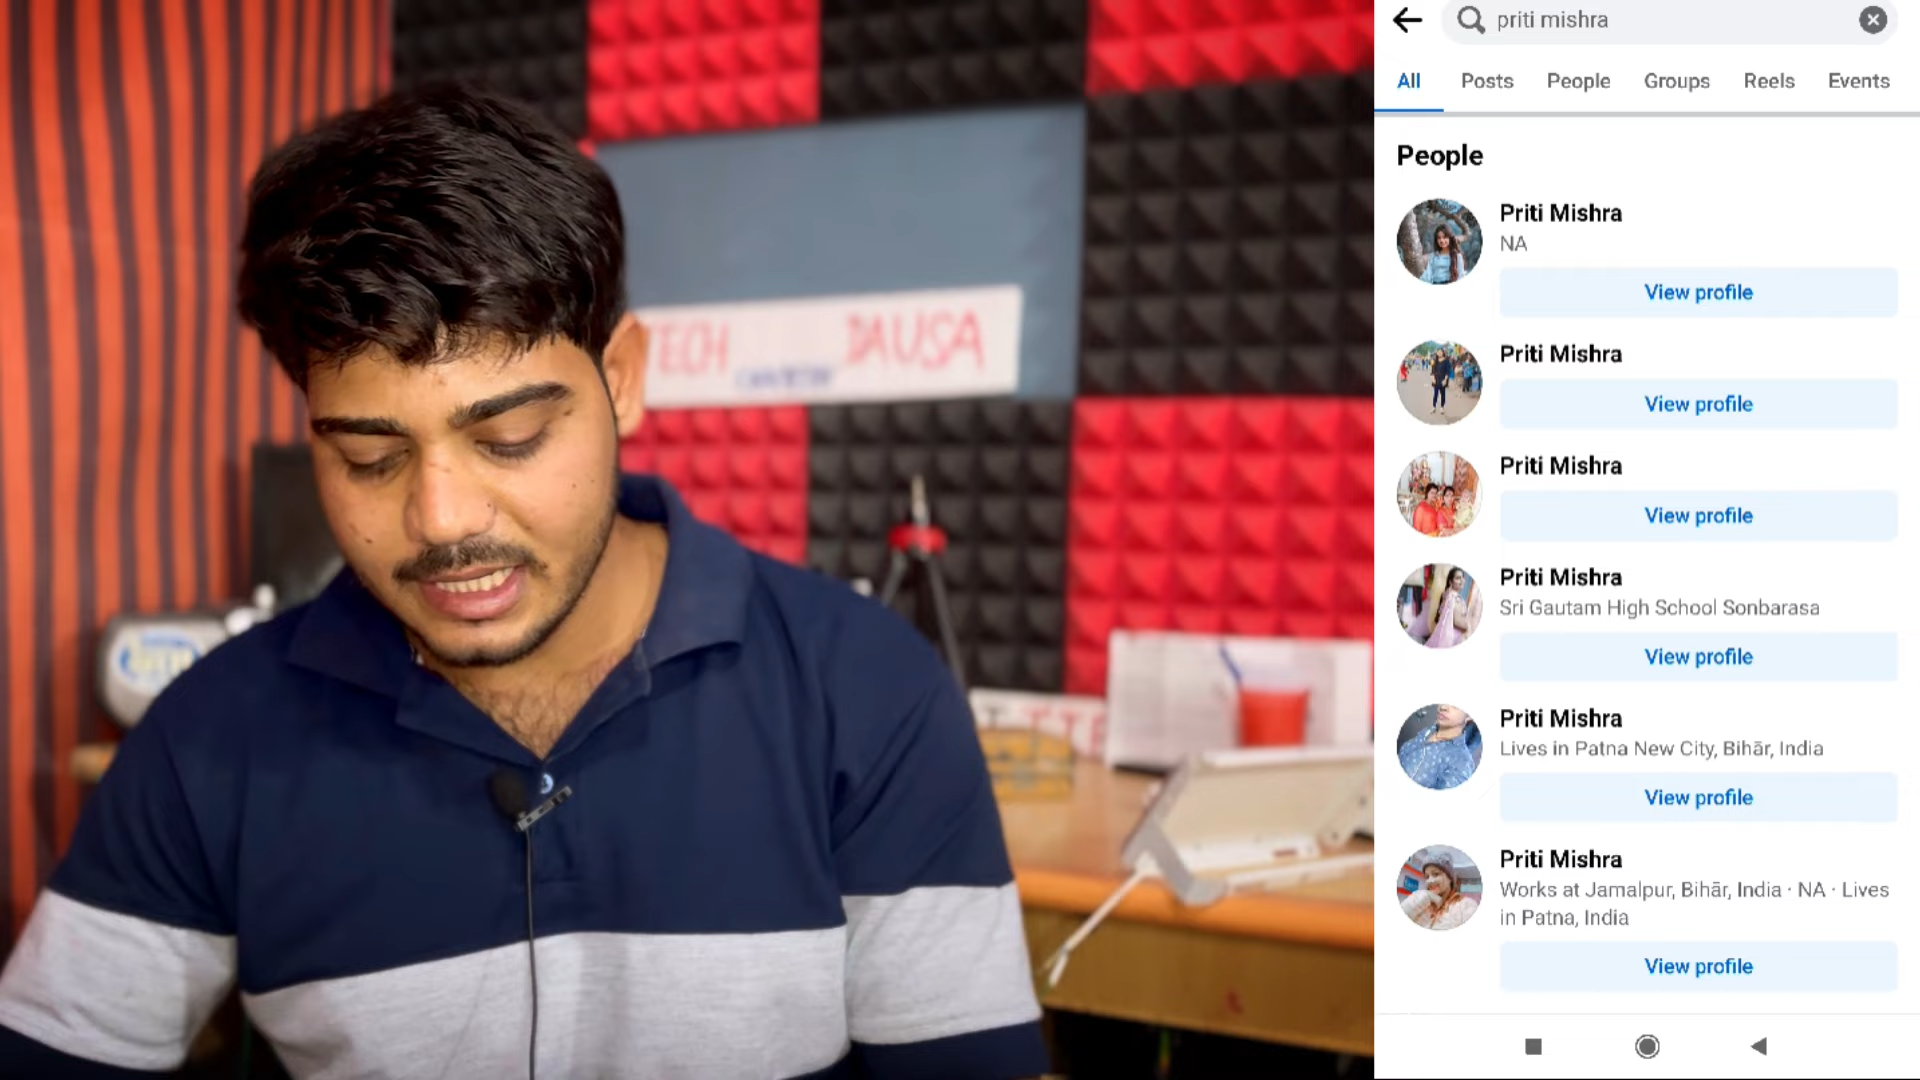 TECH DAUSA
priti mishra
All Posts People Groups Reels Events
People
Priti Mishra
NA
View profile
Priti Mishra
View profile
Priti Mishra
View profile
Priti Mishra
Sri Gautam High School Sonbarasa
View profile
Priti Mishra
Lives in Patna New City, Bihār, India
View profile
Priti Mishra
Works at Jamalpur, Bihār, India · NA · Lives
in Patna, India
View profile